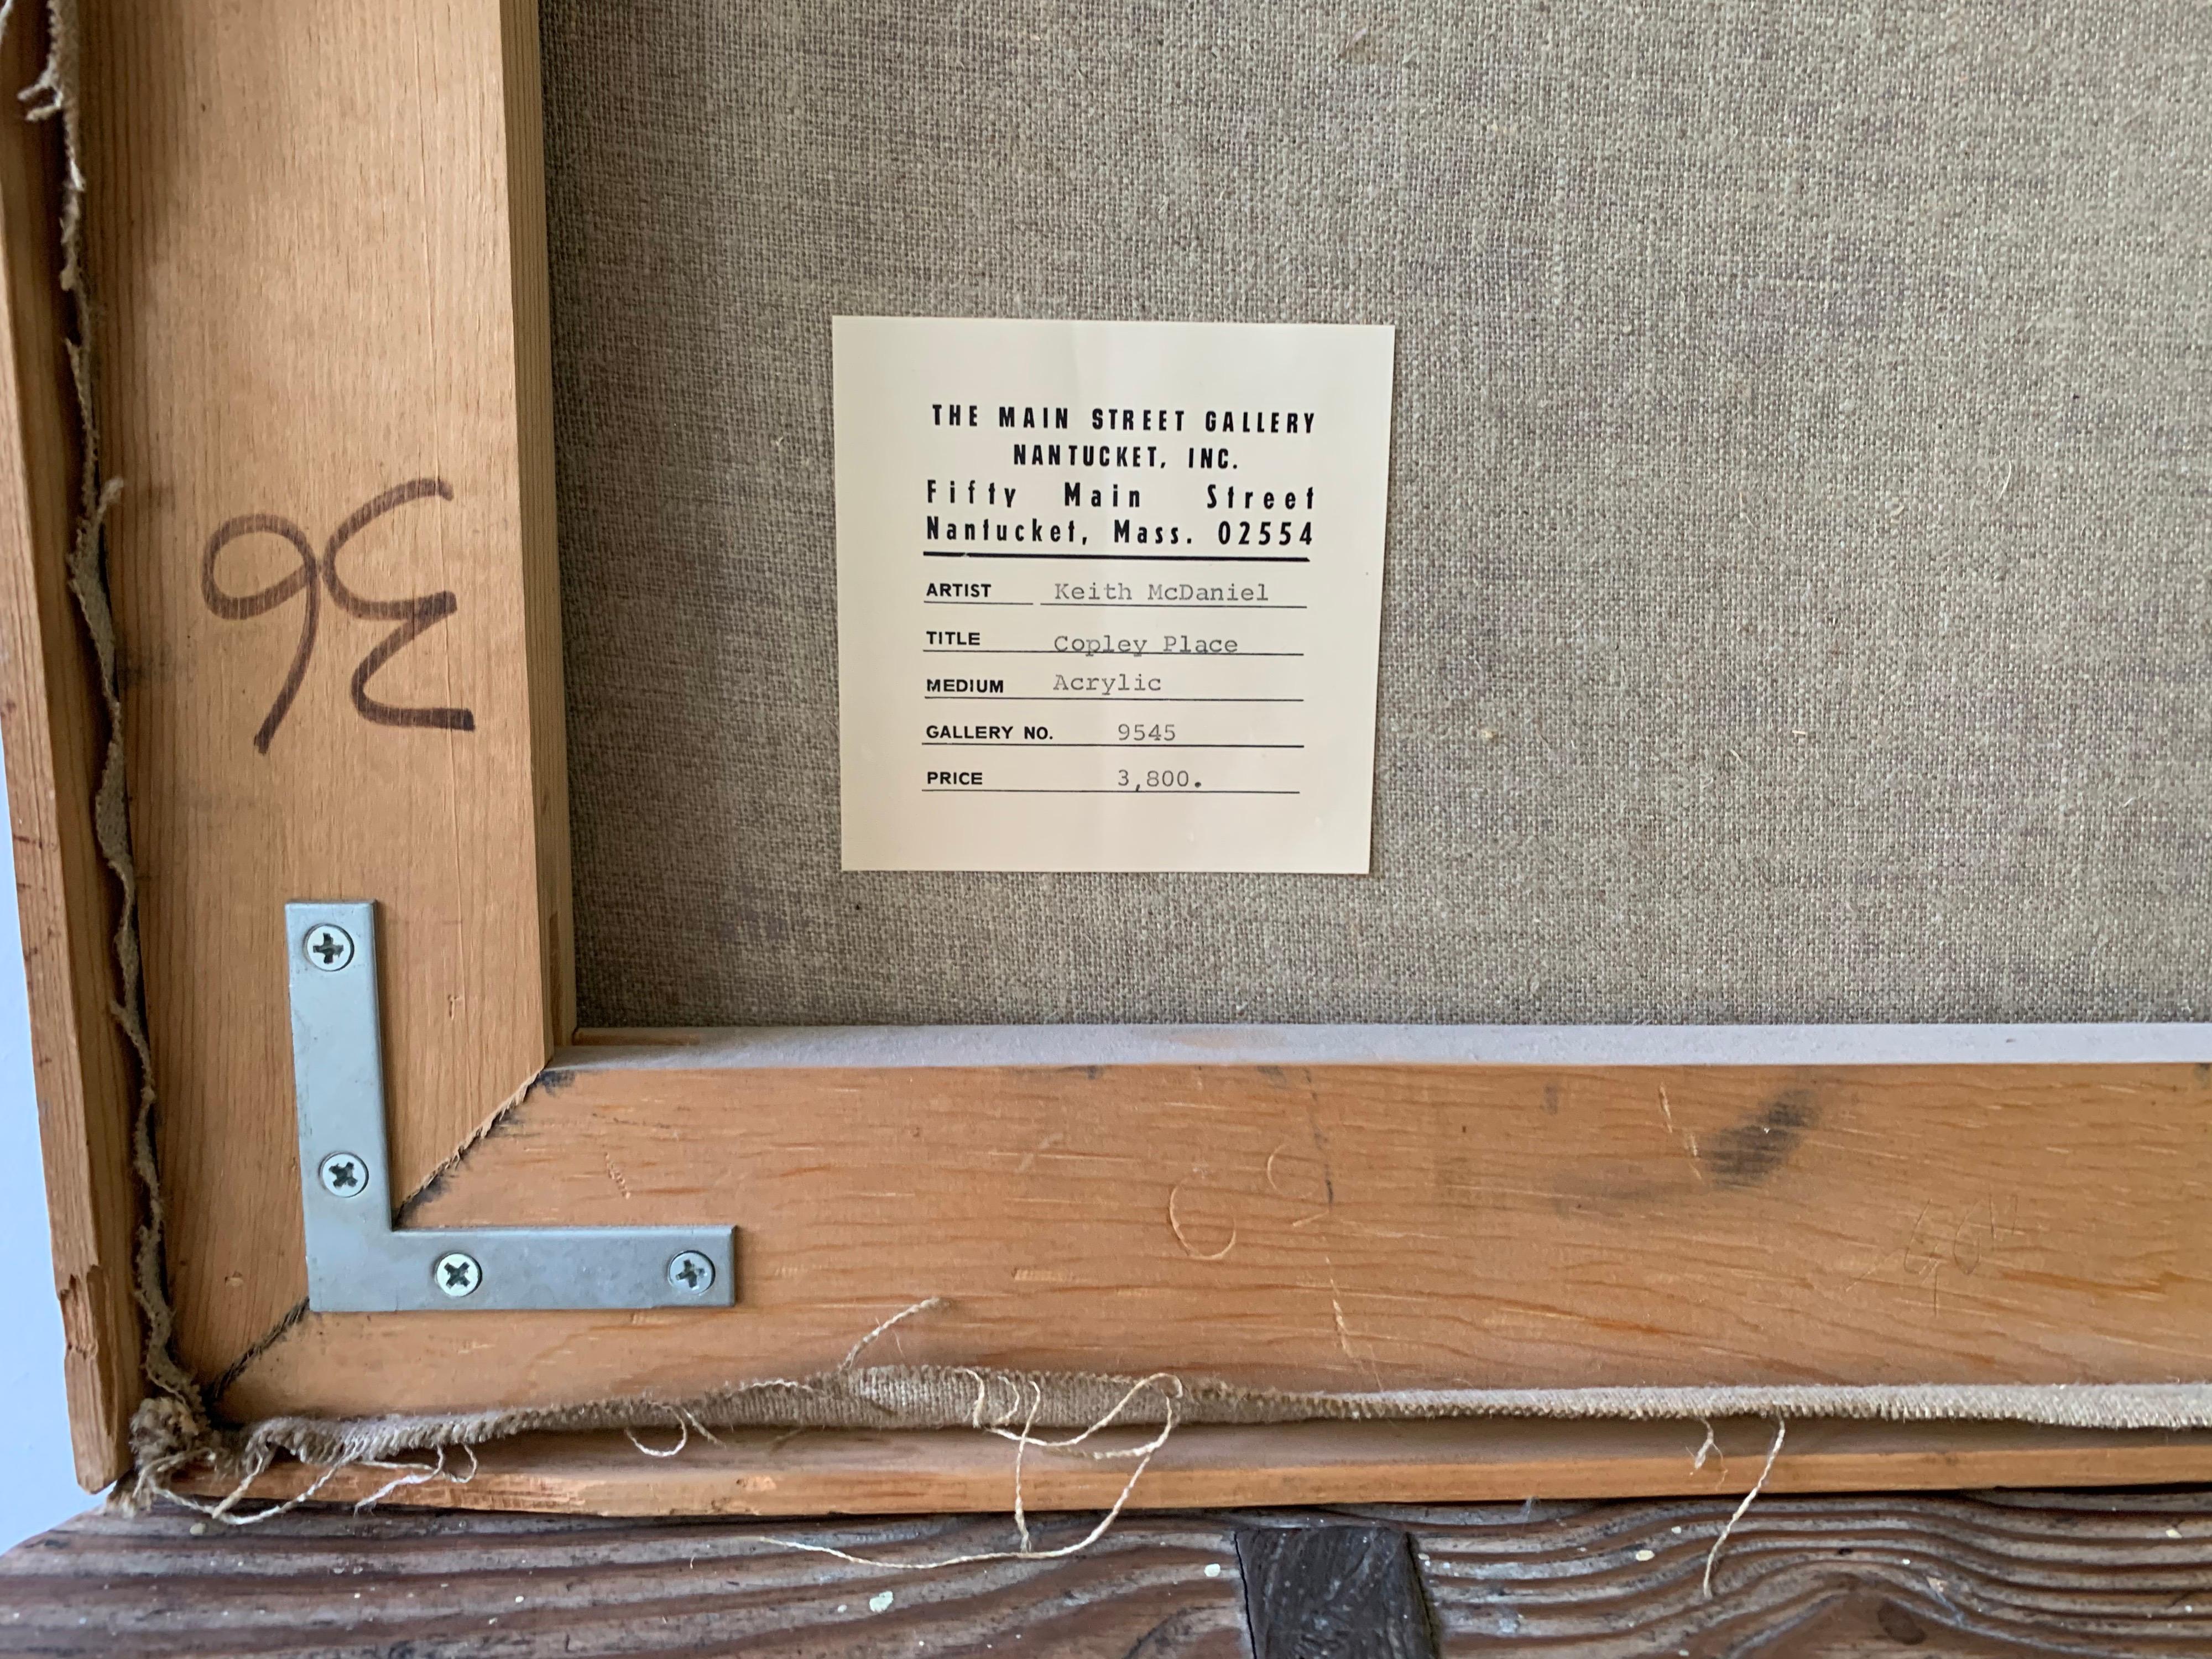 THE MAIN STREET GALLERY
NANTUCKET, INC.
Fifty Main Street
Nantucket, Mass. 02554
ARTIST Keith McDaniel
TITLE Copley Place
MEDIUM Acrylic
GALLERY NO. 9545
PRICE 3,800.
36